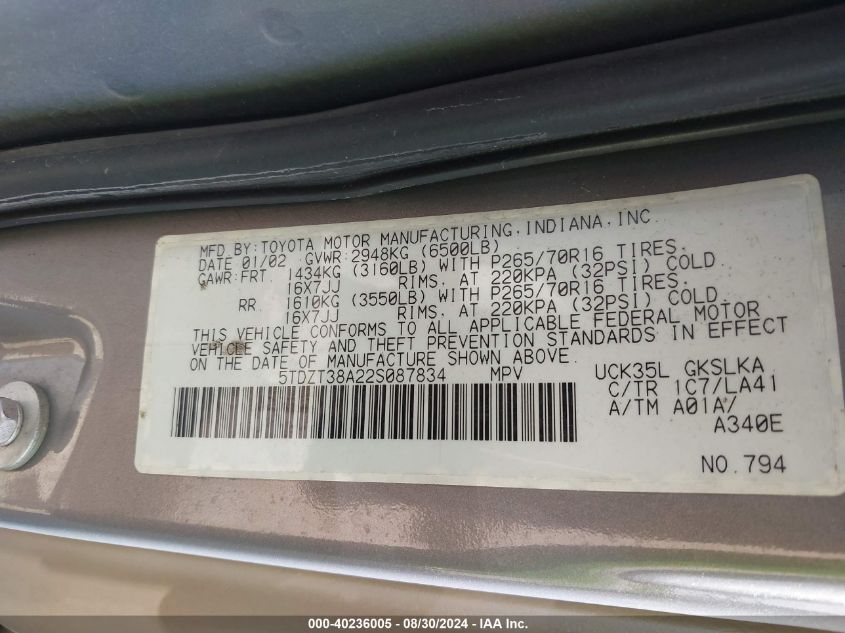 MFD BY:TOYOTA MOTOR MANUFACTURING,INDIANA,INC.
DATE 01/02 GVWR 2948KG (6500LB)
GAWR:FRT 1434KG (3160LB) WITH P265/70R16 TIRES.
16X7JJ RIMS. AT 220KPA (32PSI) COLD
RR. 1610KG (3550LB) WITH P265/70R16 TIRES.
16X7JJ RIMS. AT 220KPA (32PSI) COLD.
THIS VEHICLE CONFORMS TO ALL APPLICABLE FEDERAL MOTOR
VEHICLE SAFETY AND THEFT PREVENTION STANDARDS IN EFFECT
ON THE DATE OF MANUFACTURE SHOWN ABOVE.
5TDZT38A22S087834 MPV UCK35L GKSLKA
C/TR 1C7/LA41
A/TM A01A/
A340E
NO.794
000-40236005 - 08/30/2024 - IAA Inc.